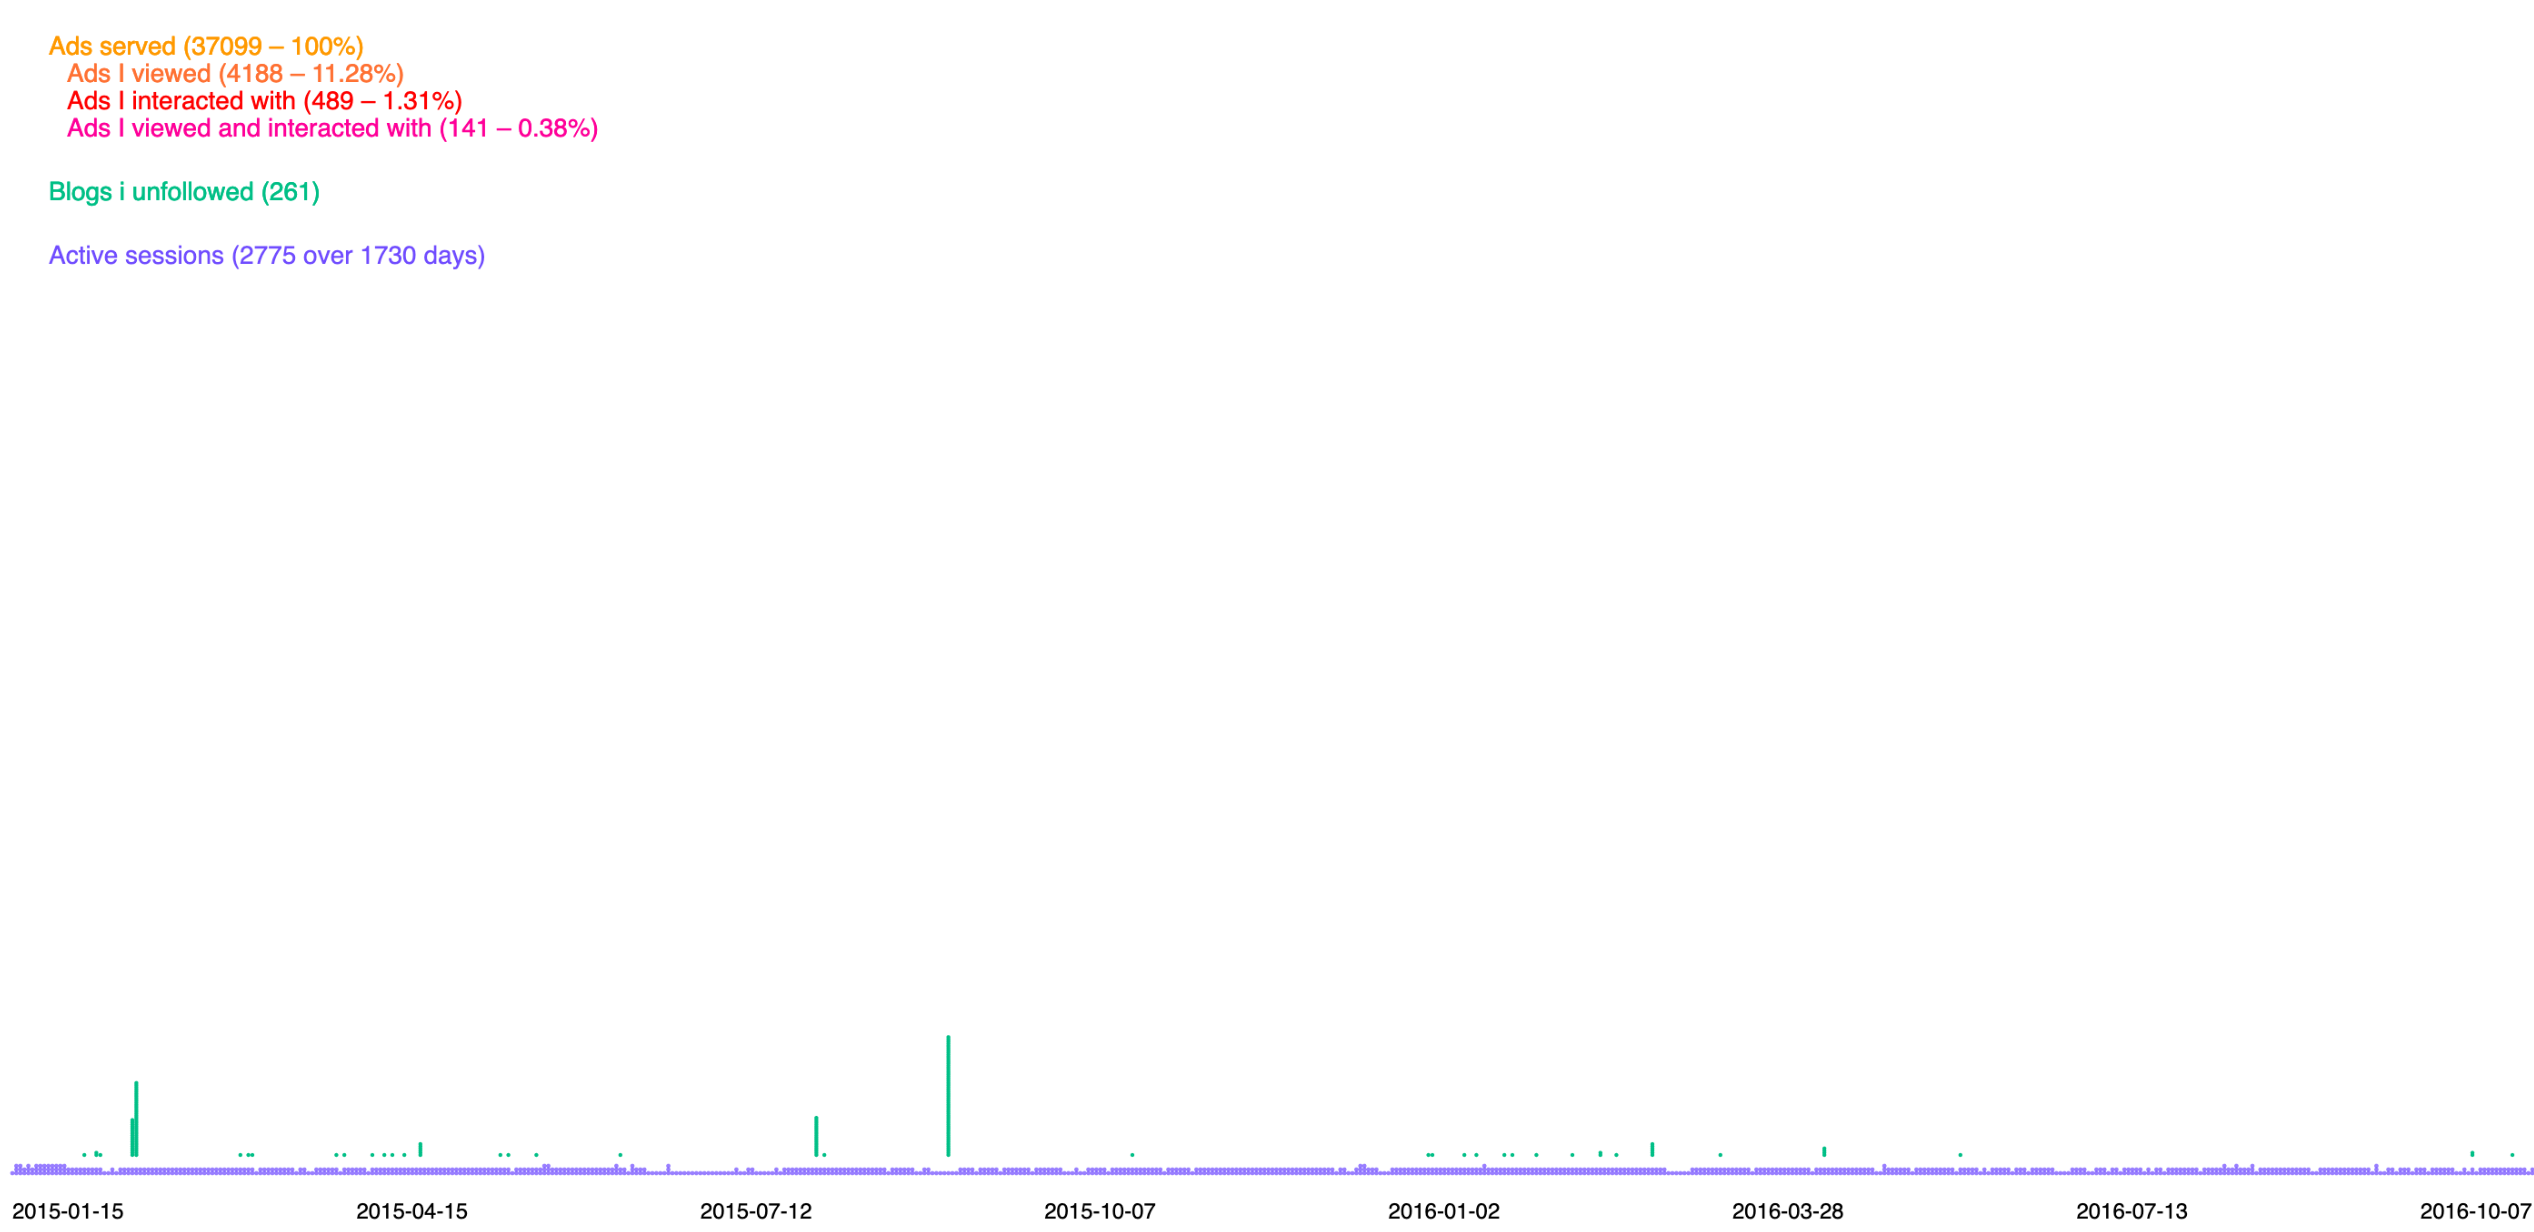 Ads served (37099 – 100%)
Ads I viewed (4188 – 11.28%)
Ads I interacted with (489 – 1.31%)
Ads I viewed and interacted with (141 – 0.38%)
Blogs i unfollowed (261)
Active sessions (2775 over 1730 days)
2015-01-15 2015-04-15 2015-07-12 2015-10-07 2016-01-02 2016-03-28 2016-07-13 2016-10-07